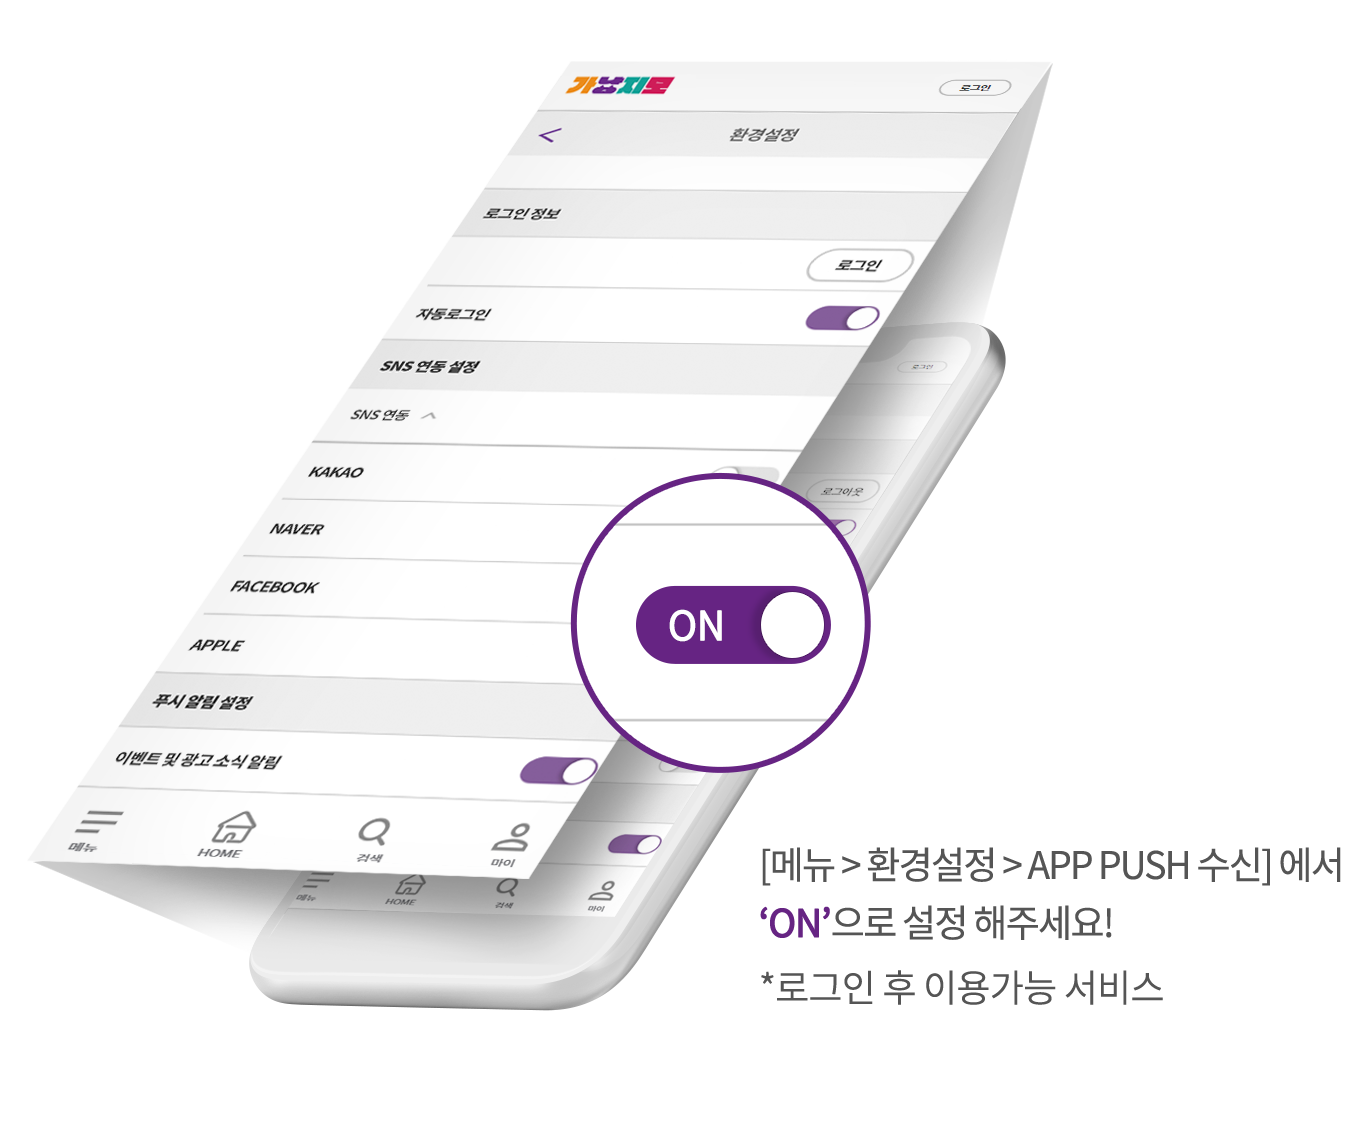 가낳지모
로그인
<
환경설정
로그인 정보
로그인
자동로그인
SNS 연동 설정
SNS 연동
KAKAO
NAVER
FACEBOOK
APPLE
푸시 알림 설정
이벤트 및 광고 소식 알림
메뉴
HOME
검색
마이
ON
로그인
로그아웃
메뉴
HOME
검색
마이
[메뉴 > 환경설정 > APP PUSH 수신] 에서
‘ON’으로 설정 해주세요!
*로그인 후 이용가능 서비스